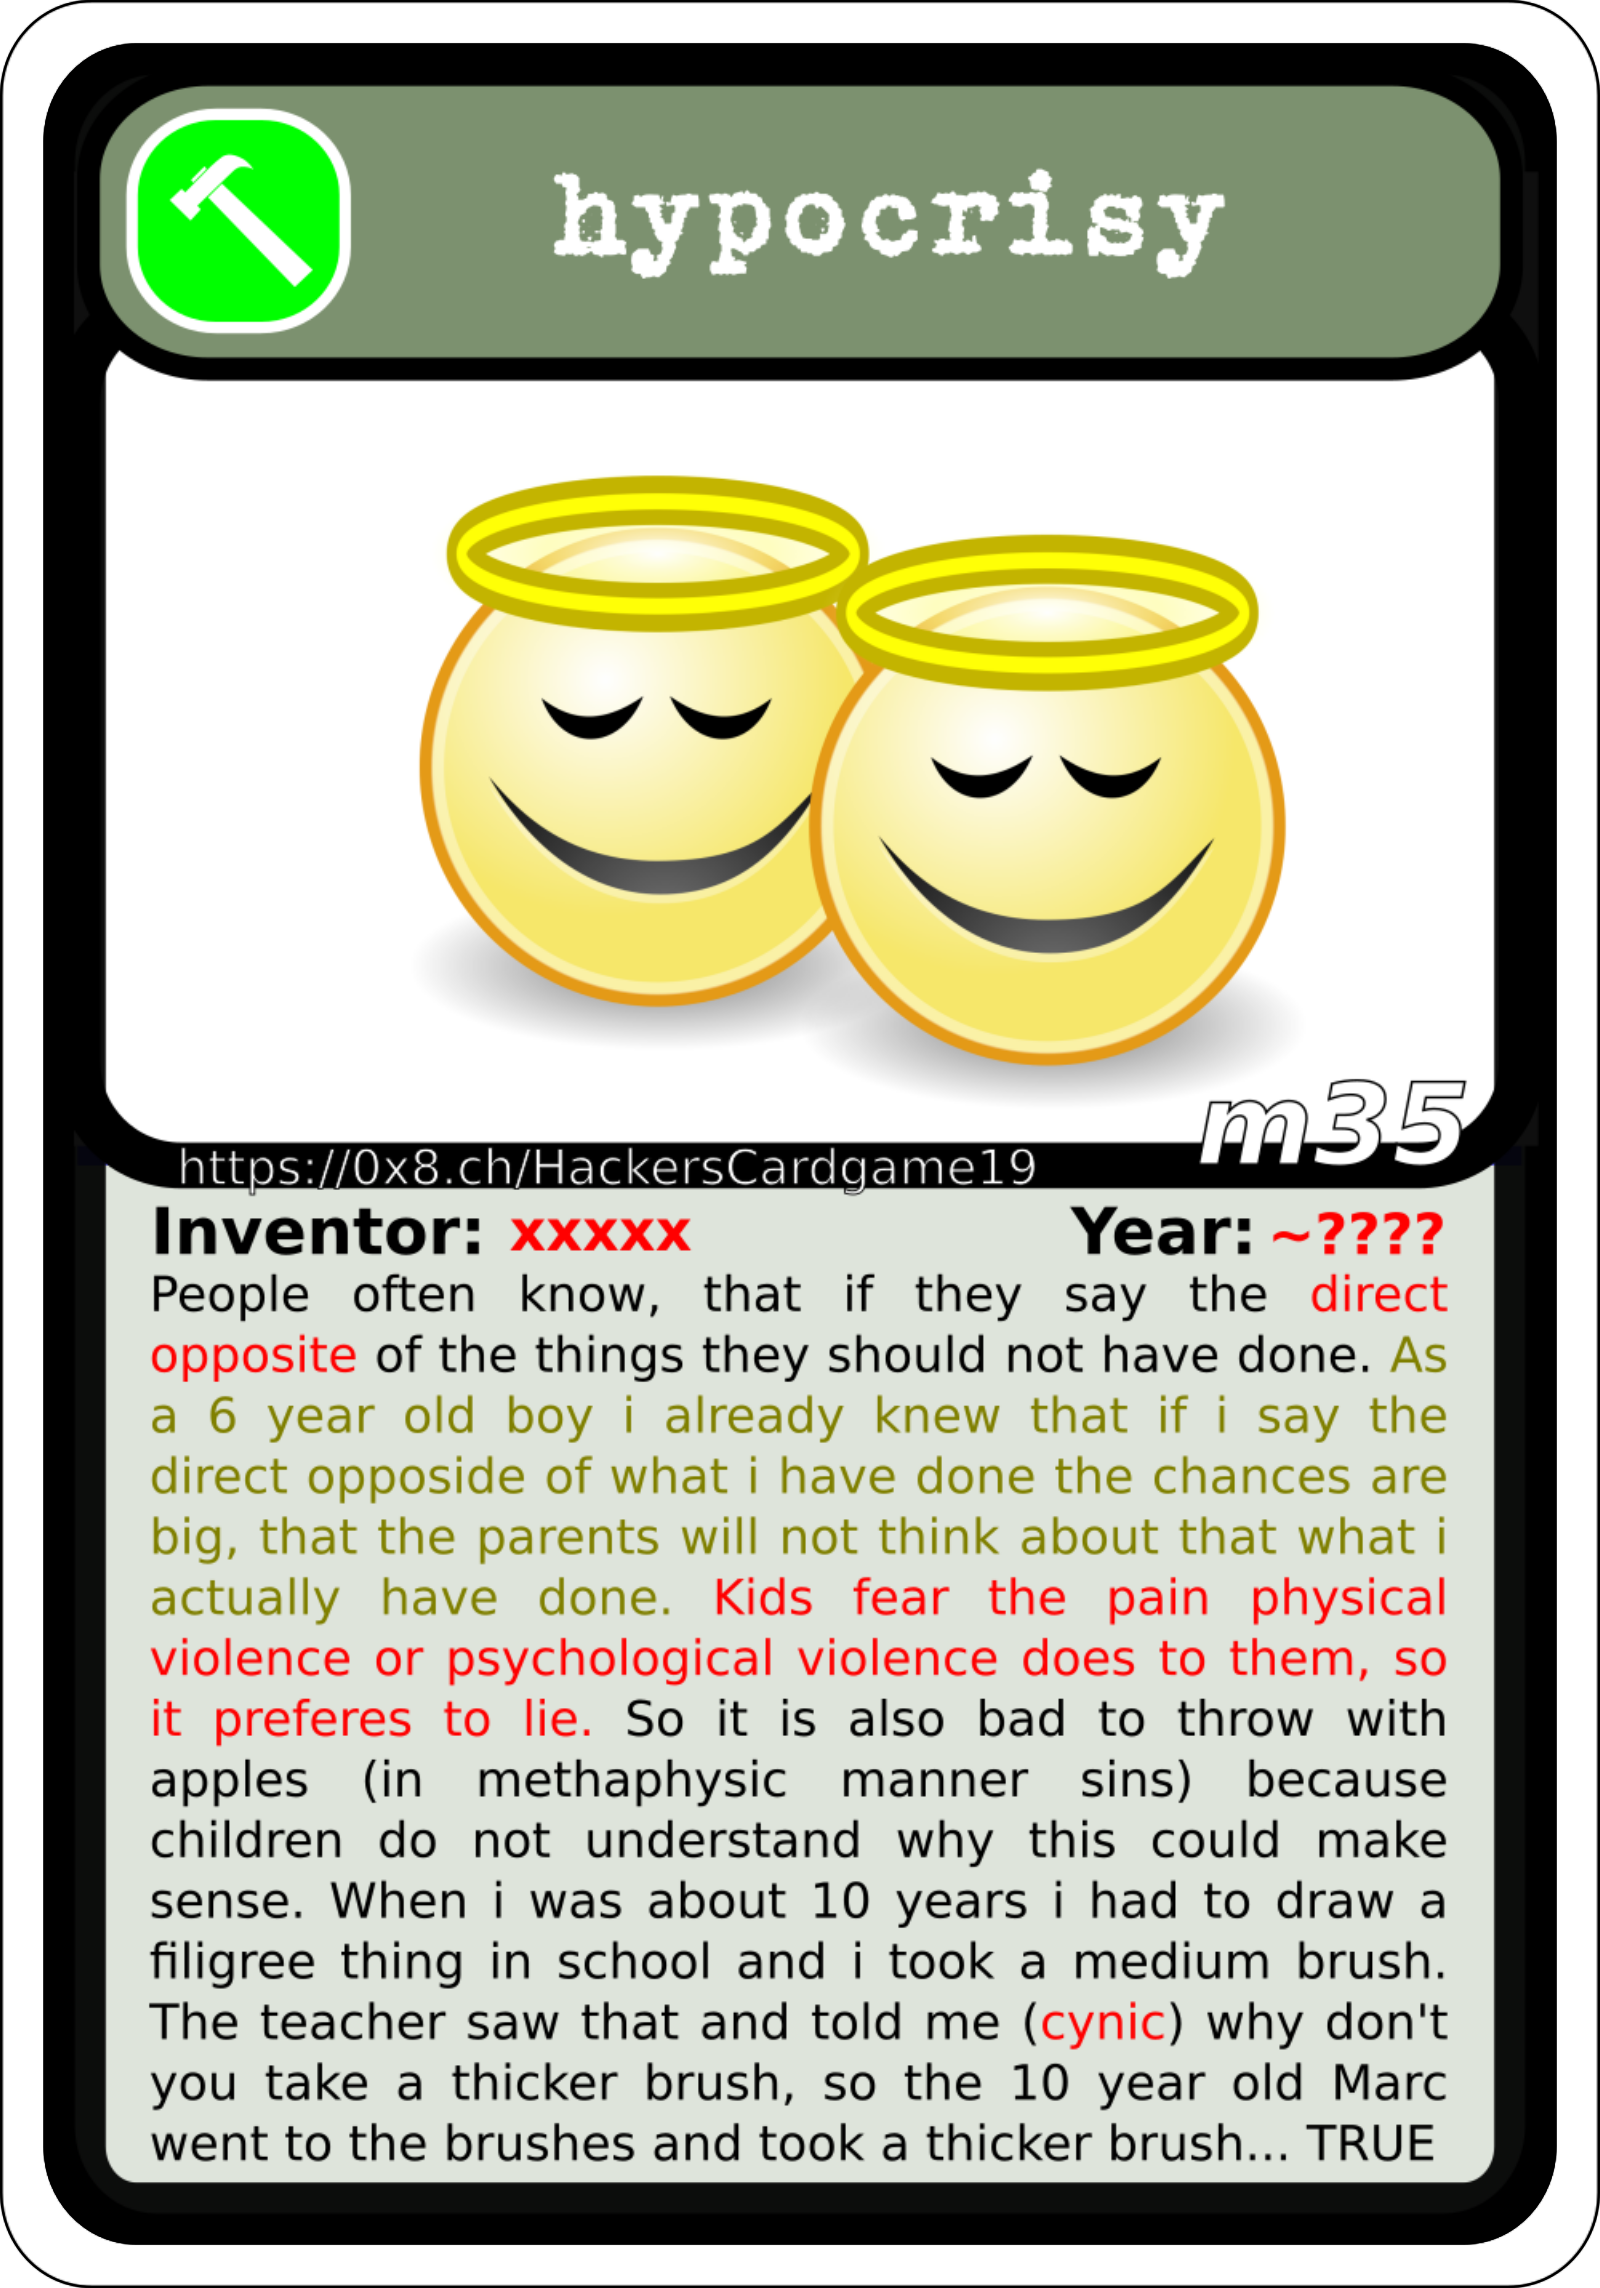 hypocrisy
m35
https://0x8.ch/HackersCardgame19
Inventor: xxxxx Year: ~????
People often know, that if they say the direct
opposite of the things they should not have done. As
a 6 year old boy i already knew that if i say the
direct opposide of what i have done the chances are
big, that the parents will not think about that what i
actually have done. Kids fear the pain physical
violence or psychological violence does to them, so
it preferes to lie. So it is also bad to throw with
apples (in methaphysic manner sins) because
children do not understand why this could make
sense. When i was about 10 years i had to draw a
filigree thing in school and i took a medium brush.
The teacher saw that and told me (cynic) why don't
you take a thicker brush, so the 10 year old Marc
went to the brushes and took a thicker brush... TRUE